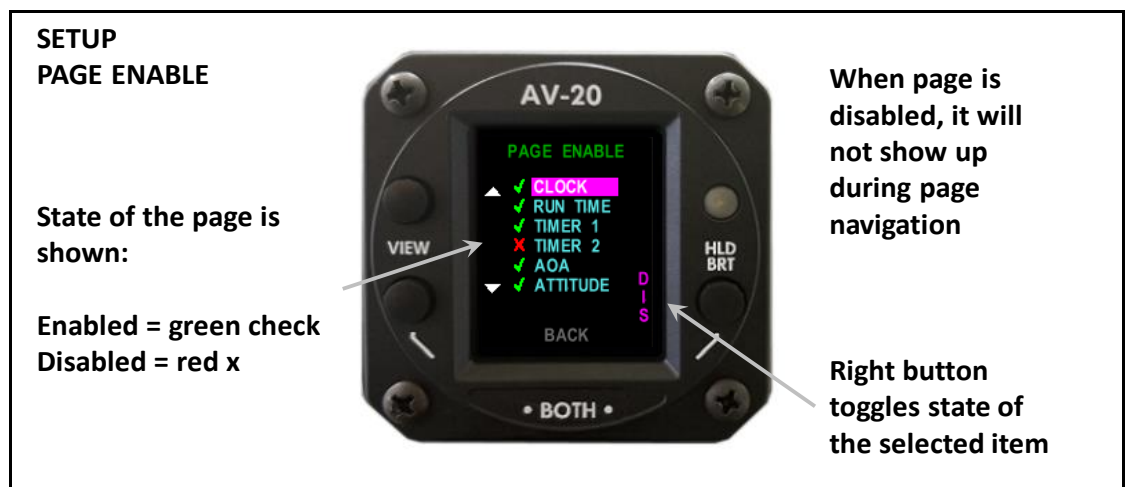 SETUP
PAGE ENABLE
State of the page is
shown:
Enabled = green check
Disabled = red x
AV-20
PAGE ENABLE
CLOCK
RUN TIME
TIMER 1
TIMER 2
AOA
ATTITUDE
D
I
S
BACK
VIEW
HLD
BRT
• BOTH •
When page is
disabled, it will
not show up
during page
navigation
Right button
toggles state of
the selected item